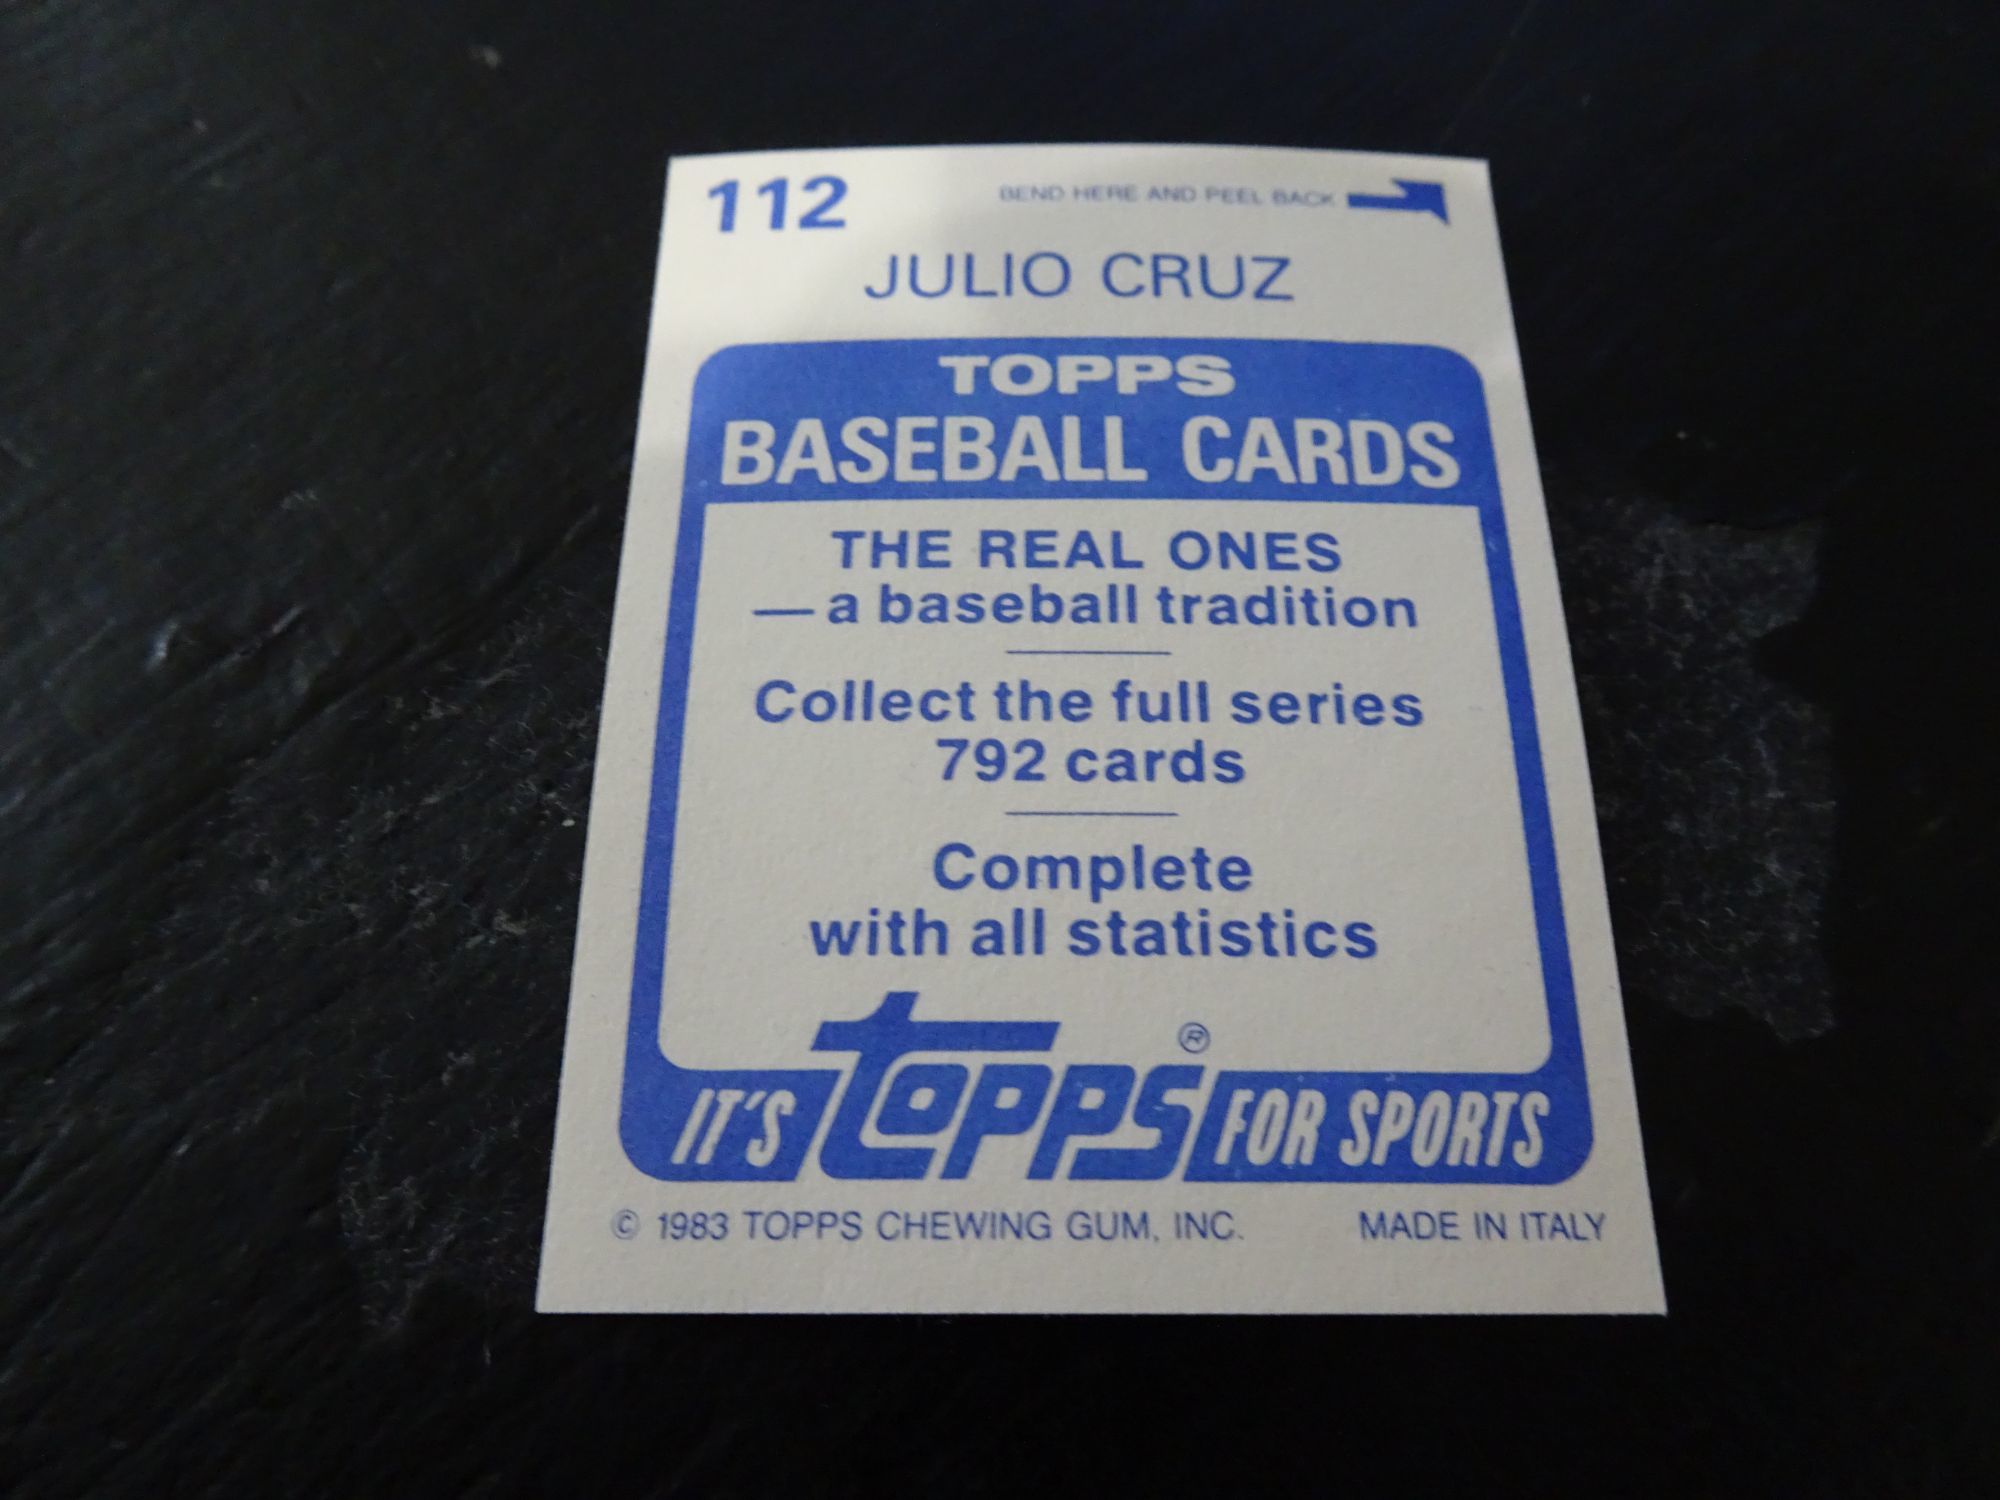 112
BEND HERE AND PEEL BACK
JULIO CRUZ
TOPPS
BASEBALL CARDS
THE REAL ONES
— a baseball tradition
Collect the full series
792 cards
Complete
with all statistics
IT'S topps® FOR SPORTS
© 1983 TOPPS CHEWING GUM, INC. MADE IN ITALY